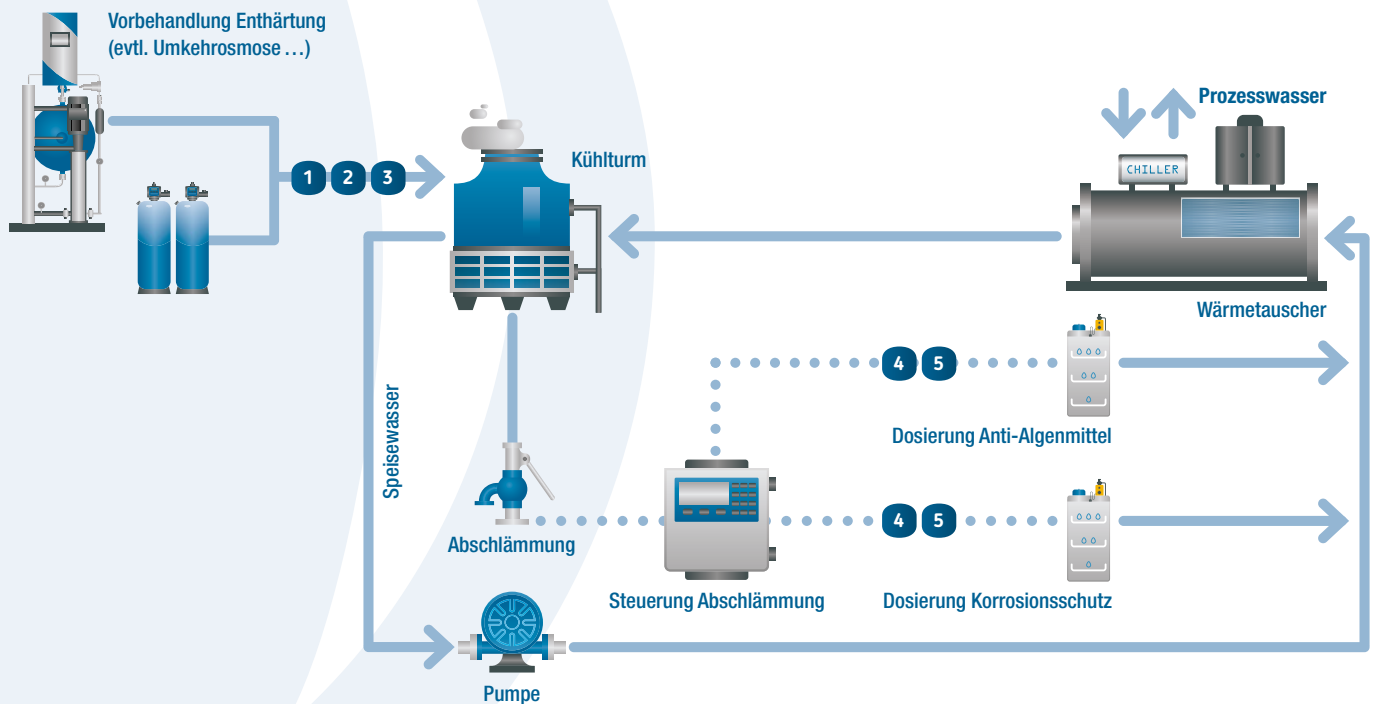 Vorbehandlung Enthärtung
(evtl. Umkehrosmose ...)
Prozesswasser
Kühlturm
CHILLER
1 2 3
Wärmetauscher
4 5
Dosierung Anti-Algenmittel
Speisewasser
4 5
Abschlämmung
Steuerung Abschlämmung
Dosierung Korrosionsschutz
Pumpe